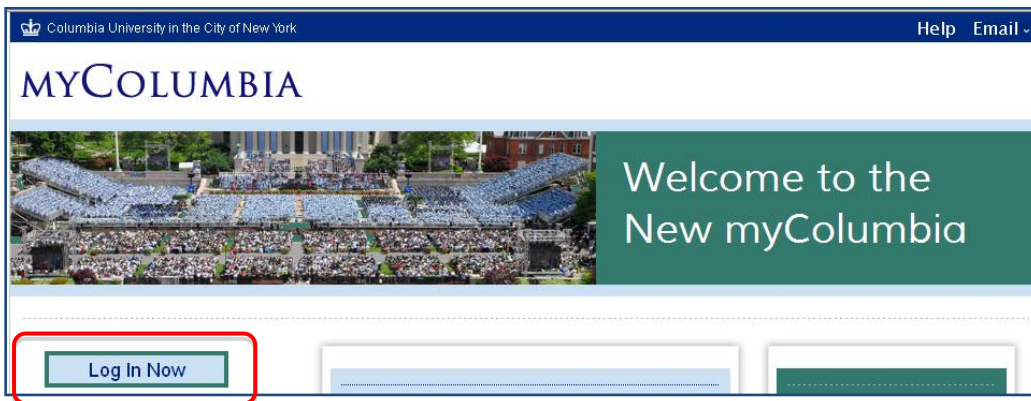 Columbia University in the City of New York
Help Email
myColumbia
Welcome to the
New myColumbia
Log In Now